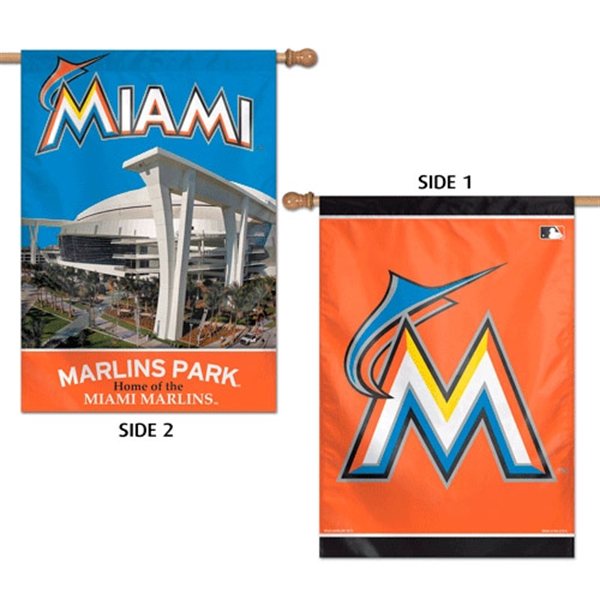 MIAMI
MARLINS PARK
Home of the
MIAMI MARLINS
SIDE 2
SIDE 1
M